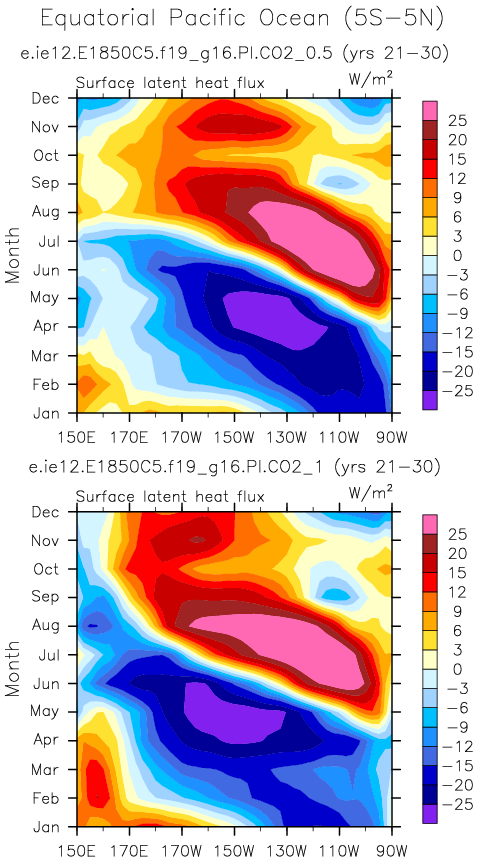 Equatorial Pacific Ocean (5S-5N)
e.ie12.E1850C5.f19_g16.PI.CO2_0.5 (yrs 21-30)
Surface latent heat flux W/m²
Dec
Nov
Oct
Sep
Aug
Jul
Jun
May
Apr
Mar
Feb
Jan
Month
150E 170E 170W 150W 130W 110W 90W
25
20
15
12
9
6
3
0
-3
-6
-9
-12
-15
-20
-25
e.ie12.E1850C5.f19_g16.PI.CO2_1 (yrs 21-30)
Surface latent heat flux W/m²
Dec
Nov
Oct
Sep
Aug
Jul
Jun
May
Apr
Mar
Feb
Jan
Month
150E 170E 170W 150W 130W 110W 90W
25
20
15
12
9
6
3
0
-3
-6
-9
-12
-15
-20
-25